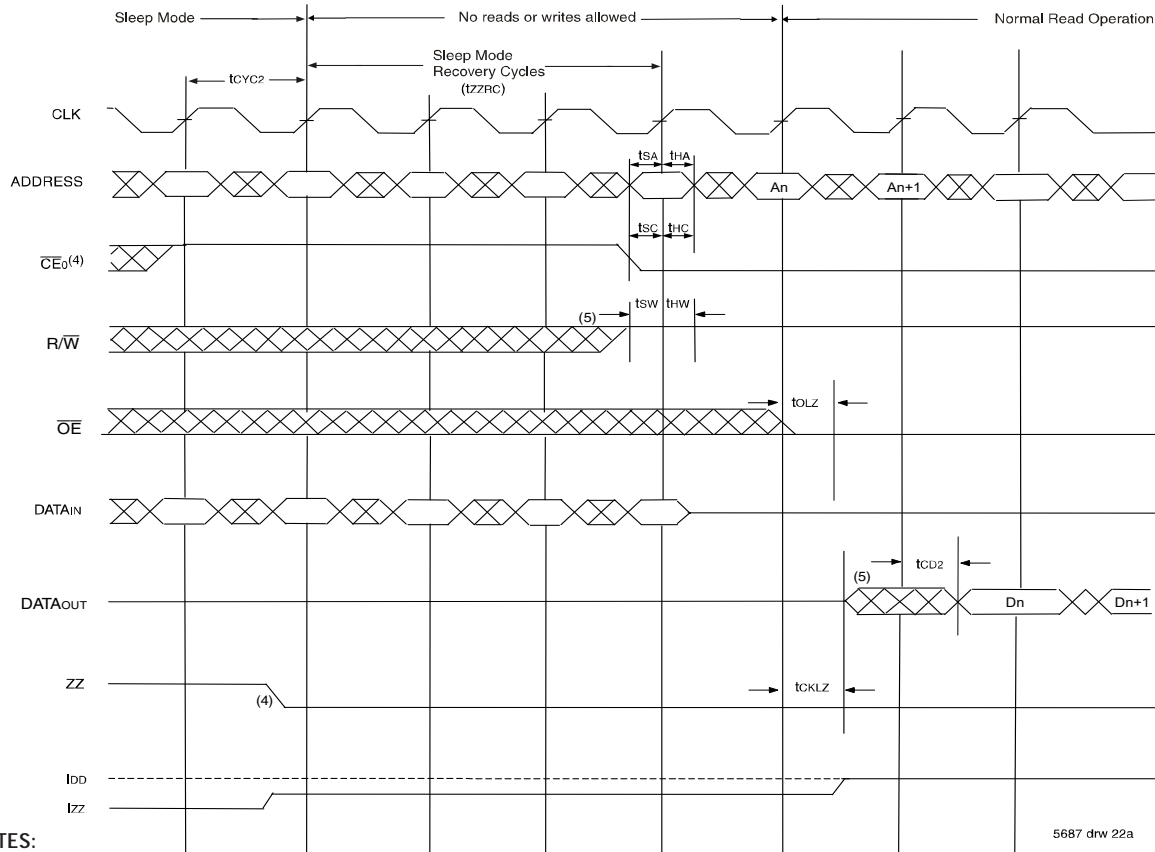 Sleep Mode
No reads or writes allowed
Normal Read Operation
Sleep Mode
Recovery Cycles
(tZZRC)
tCYC2
CLK
tSA tHA
ADDRESS
An
An+1
tSC tHC
CE0(4)
tSW tHW
(5)
R/W
tOLZ
OE
DATAIN
(5)
tCD2
DATAOUT
Dn
Dn+1
ZZ
(4)
tCKLZ
IDD
IZZ
TES:
5687 drw 22a